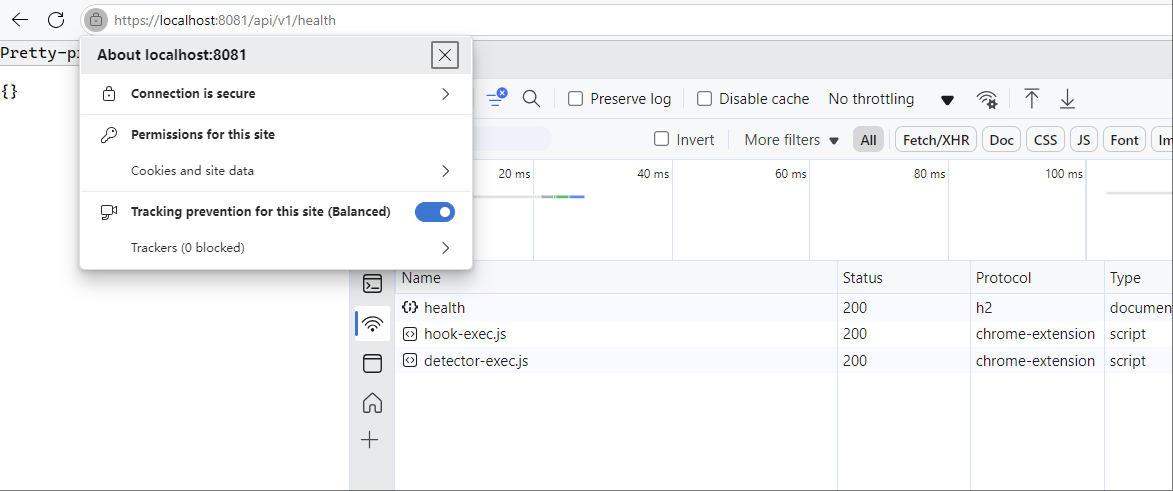 https://localhost:8081/api/v1/health
Pretty-p
{}
About localhost:8081
Connection is secure
Permissions for this site
Cookies and site data
Tracking prevention for this site (Balanced)
Trackers (0 blocked)
Preserve log
Disable cache
No throttling
Invert
More filters
All
Fetch/XHR
Doc
CSS
JS
Font
Im
20 ms
40 ms
60 ms
80 ms
100 ms
Name Status Protocol Type
health 200 h2 documen
hook-exec.js 200 chrome-extension script
detector-exec.js 200 chrome-extension script